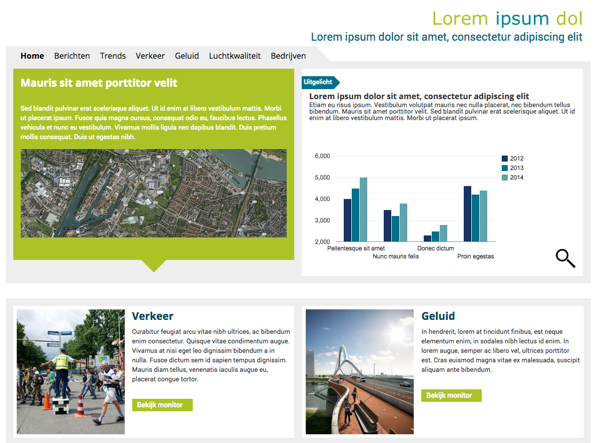 Lorem ipsum dol
Lorem ipsum dolor sit amet, consectetur adipiscing elit
Home Berichten Trends Verkeer Geluid Luchtkwaliteit Bedrijven
Mauris sit amet porttitor velit
Sed blandit pulvinar erat scelerisque aliquet. Ut id enim at libero vestibulum mattis. Morbi
ut placerat ipsum. Fusce quis magna cursus, consequat odio eu, faucibus lectus. Phasellus
vehicula et nunc eu vestibulum. Vivamus mollis ligula nec dapibus blandit. Duis pretium
mollis consequat. Duis ut egestas nibh.
Uitgelicht
Lorem ipsum dolor sit amet, consectetur adipiscing elit
Etiam eu risus ipsum. Vestibulum volutpat mauris nec nulla placerat, nec bibendum tellus
bibendum. Mauris sit amet porttitor velit. Sed blandit pulvinar erat scelerisque aliquet. Ut id
enim at libero vestibulum placerat.
6,000
5,000
4,000
3,000
2,000
2012
2013
2014
Pellentesque sit amet
Nunc mauris felis
Donec dictum
Proin egestas
Verkeer
Curabitur feugiat arcu vitae nibh ultrices, ac bibendum
enim consectetur. Quisque vitae condimentum augue.
Vivamus at nisi eget leo dignissim bibendum a in
nulla. Fusce dictum sem id sapien tempus dignissim.
Mauris diam tellus, venenatis iaculis augue eu,
placerat congue tortor.
Bekijk monitor
Geluid
In hendrerit, lorem at tincidunt finibus, est neque
elementum enim, in sodales nibh lectus id enim. In
lorem augue, semper ac libero vel, ultrices porttitor
est. Cras euismod magna vitae ex malesuada, suscipit
aliquam ante bibendum.
Bekijk monitor